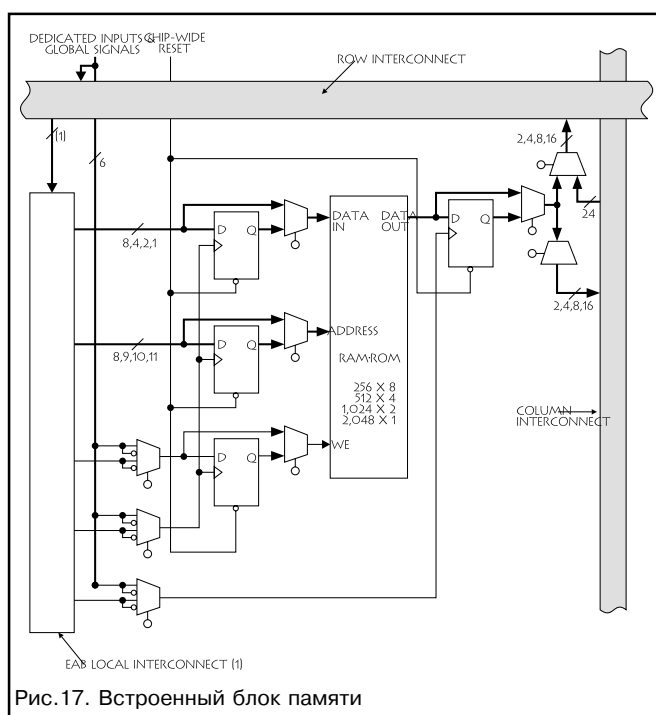 DEDICATED INPUTS &
GLOBAL SIGNALS
CHIP-WIDE
RESET
ROW INTERCONNECT
(1)
6
2,4,8,16
24
8,4,2,1
D Q
DATA
IN
DATA
OUT
D Q
2,4,8,16
8,9,10,11
D Q
ADDRESS
RAM·ROM
256 X 8
512 X 4
1,024 X 2
2,048 X 1
COLUMN
INTERCONNECT
D Q
WE
EAB LOCAL INTERCONNECT (1)
Рис.17. Встроенный блок памяти